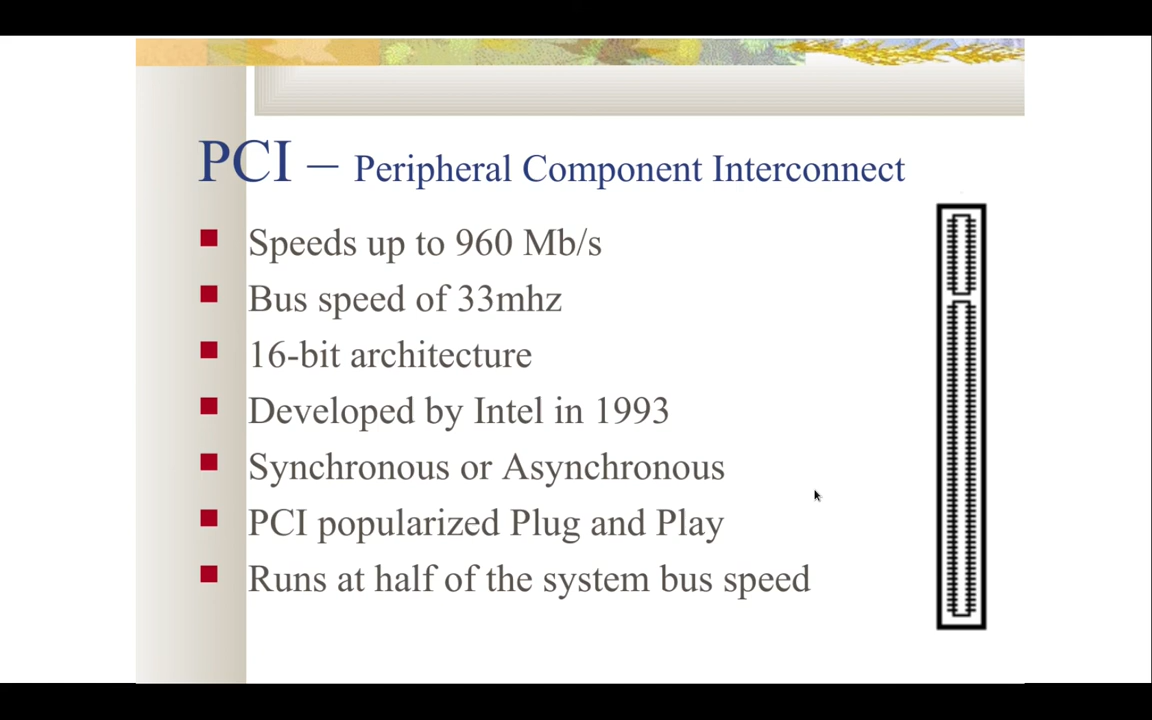 PCI – Peripheral Component Interconnect
Speeds up to 960 Mb/s
Bus speed of 33mhz
16-bit architecture
Developed by Intel in 1993
Synchronous or Asynchronous
PCI popularized Plug and Play
Runs at half of the system bus speed